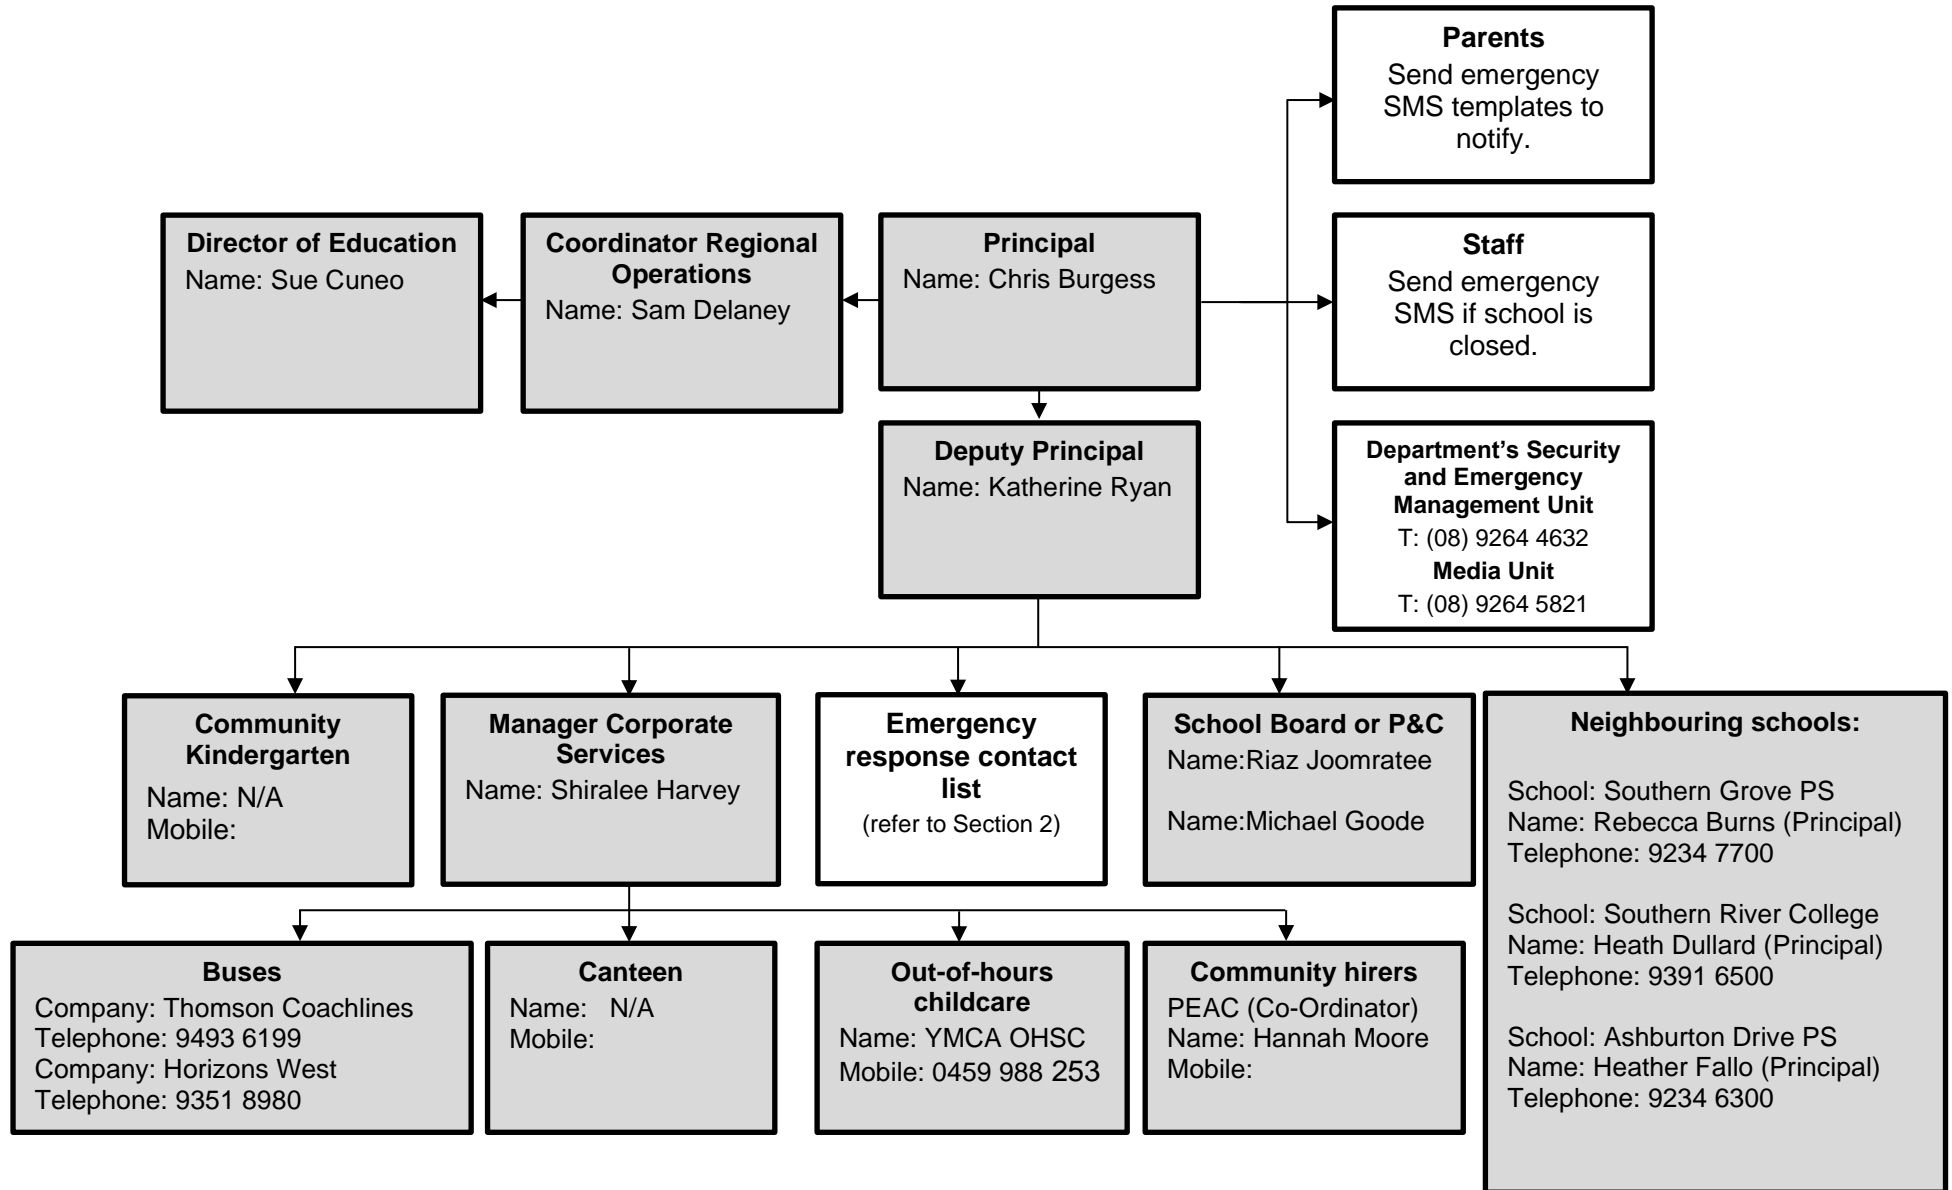 Parents
Send emergency
SMS templates to
notify.
Director of Education
Name: Sue Cuneo
Coordinator Regional
Operations
Name: Sam Delaney
Principal
Name: Chris Burgess
Staff
Send emergency
SMS if school is
closed.
Deputy Principal
Name: Katherine Ryan
Department's Security
and Emergency
Management Unit
T: (08) 9264 4632
Media Unit
T: (08) 9264 5821
Community
Kindergarten
Name: N/A
Mobile:
Manager Corporate
Services
Name: Shiralee Harvey
Emergency
response contact
list
(refer to Section 2)
School Board or P&C
Name:Riaz Joomratee
Name:Michael Goode
Neighbouring schools:
School: Southern Grove PS
Name: Rebecca Burns (Principal)
Telephone: 9234 7700
School: Southern River College
Name: Heath Dullard (Principal)
Telephone: 9391 6500
School: Ashburton Drive PS
Name: Heather Fallo (Principal)
Telephone: 9234 6300
Buses
Company: Thomson Coachlines
Telephone: 9493 6199
Company: Horizons West
Telephone: 9351 8980
Canteen
Name: N/A
Mobile:
Out-of-hours
childcare
Name: YMCA OHSC
Mobile: 0459 988 253
Community hirers
PEAC (Co-Ordinator)
Name: Hannah Moore
Mobile: